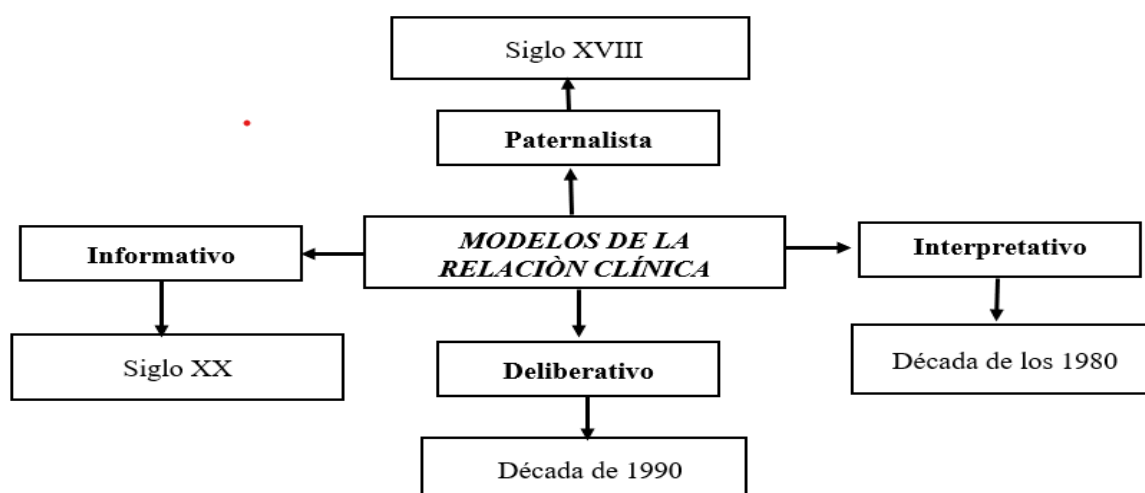 Siglo XVIII
Paternalista
MODELOS DE LA
RELACIÒN CLÍNICA
Informativo
Interpretativo
Siglo XX
Deliberativo
Década de los 1980
Década de 1990